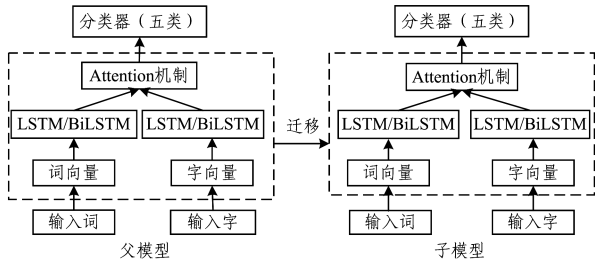 分类器（五类）
分类器（五类）
Attention机制
Attention机制
LSTM/BiLSTM
LSTM/BiLSTM
迁移
LSTM/BiLSTM
LSTM/BiLSTM
词向量
字向量
词向量
字向量
输入词
输入字
输入词
输入字
父模型
子模型